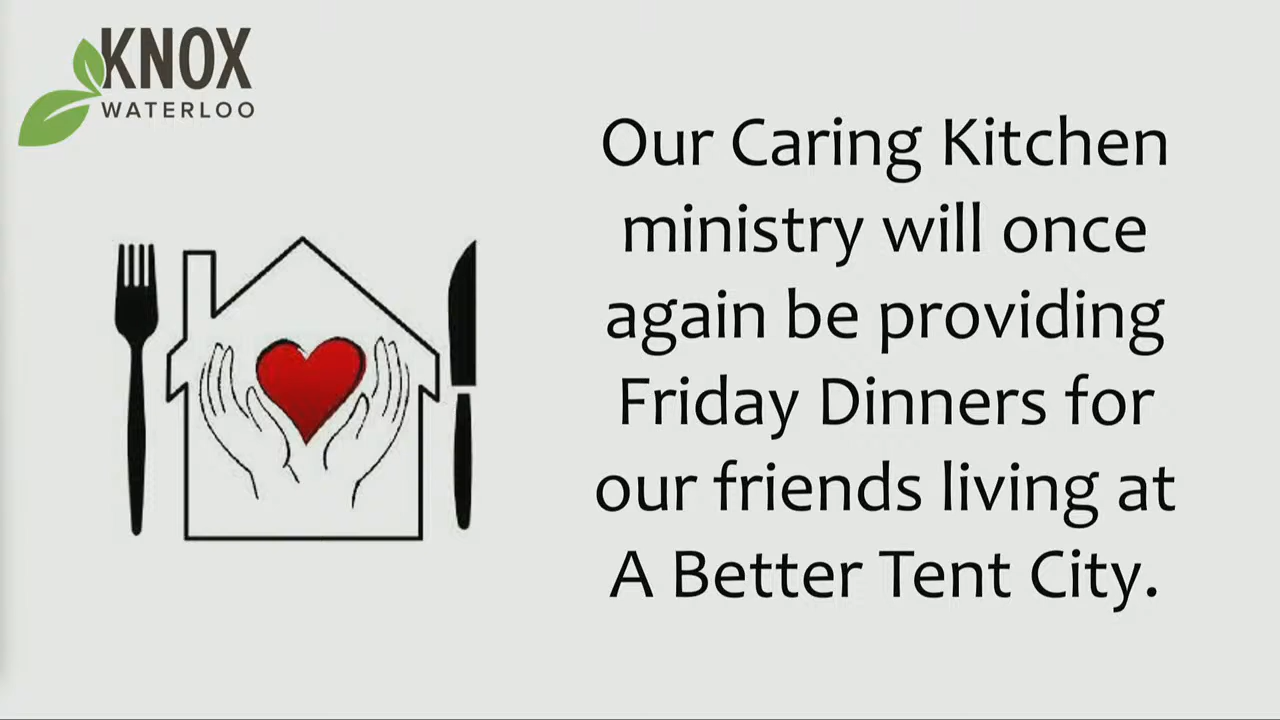 KNOX
WATERLOO
Our Caring Kitchen
ministry will once
again be providing
Friday Dinners for
our friends living at
A Better Tent City.